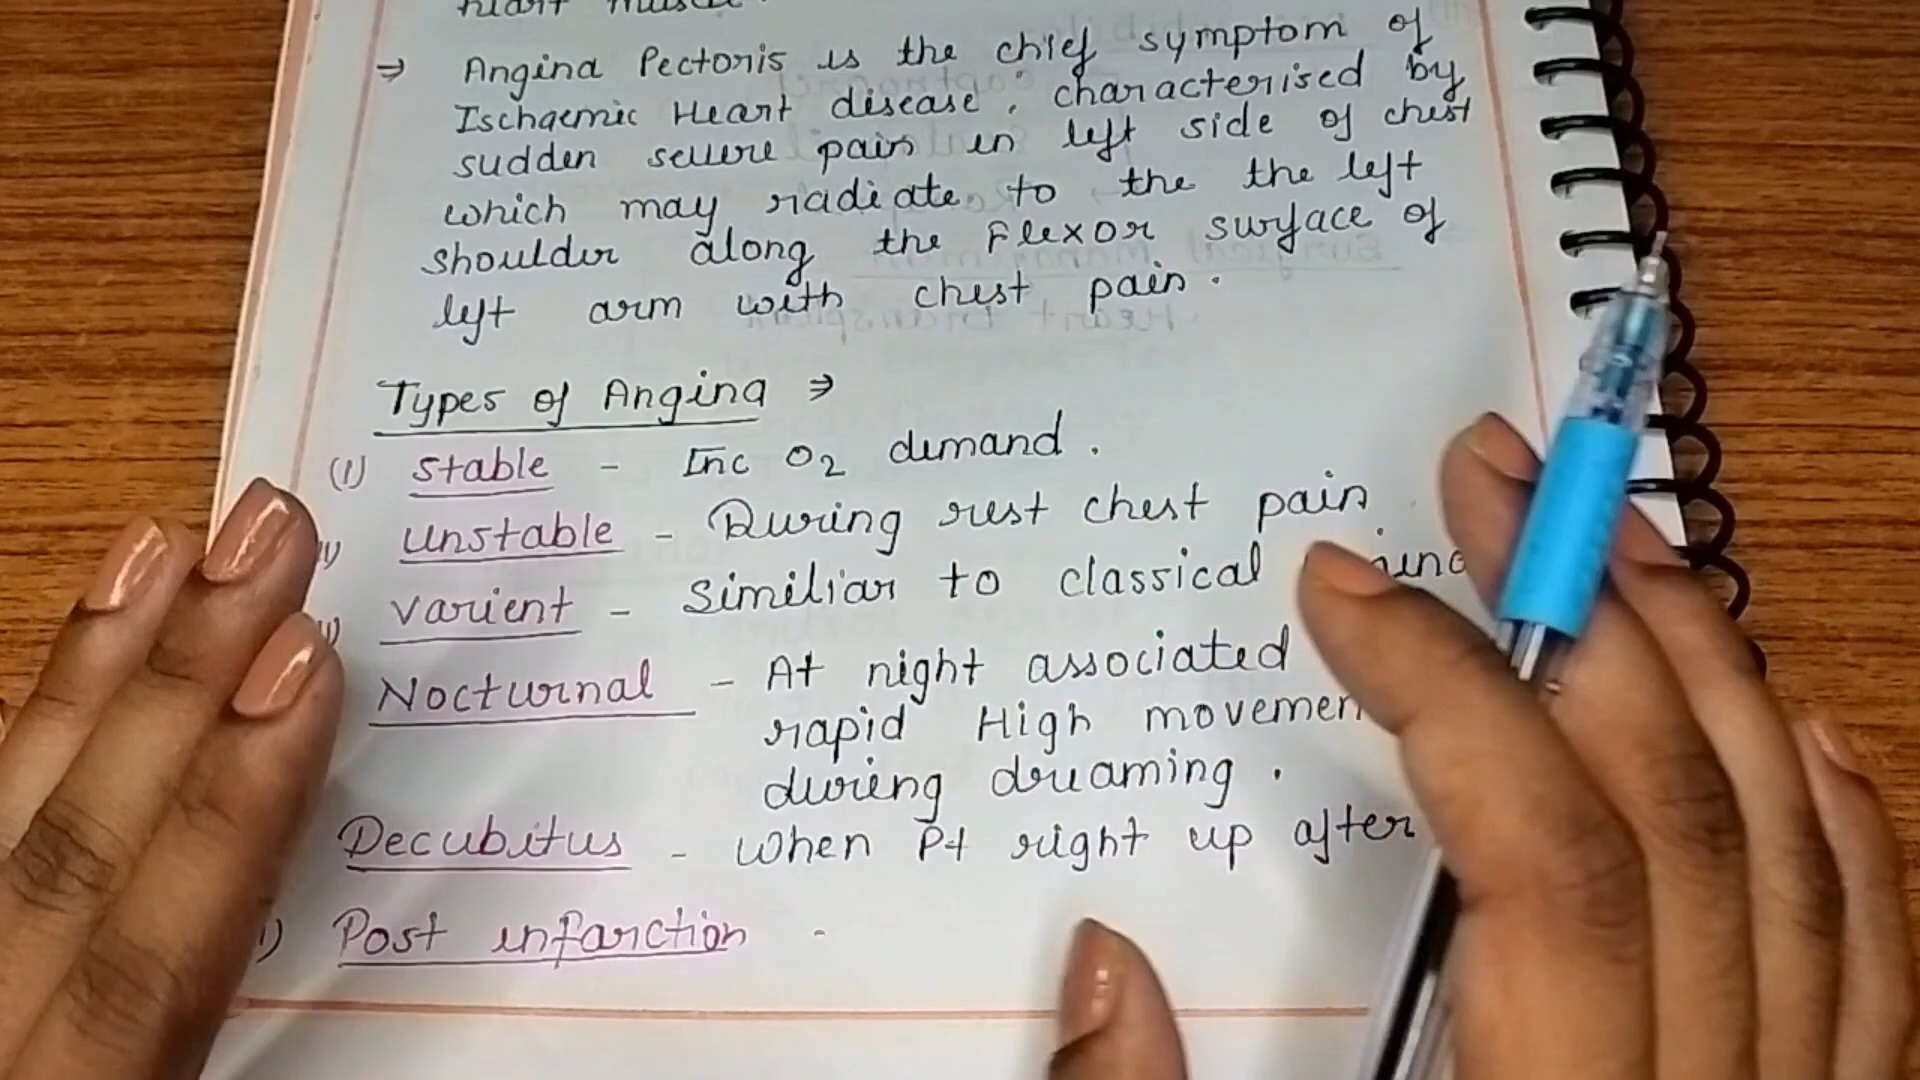 ⇒ Angina Pectoris is the chief symptom of
Ischaemic Heart disease, characterised by
sudden severe pain in left side of chest
which may radiate to the the left
shoulder along the Flexor surface of
left arm with chest pain.
Types of Angina ⇒
(I) Stable - Inc O2 demand.
Unstable - During rest chest pain
Varient - Similiar to classical
Nocturnal - At night associated
rapid High movement
during dreaming.
Decubitus - When Pt right up after
Post infarction -